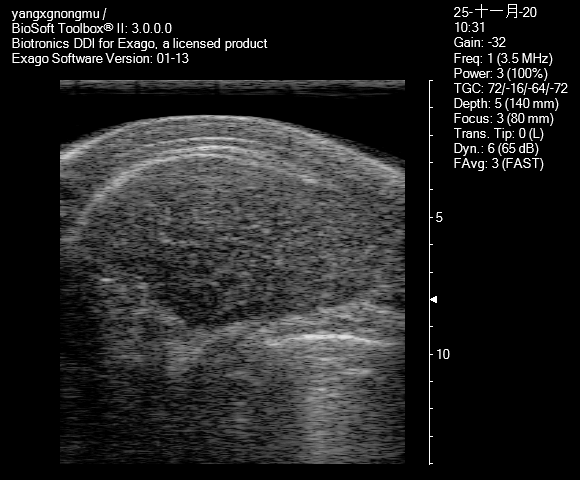 yangxgnongmu /
BioSoft Toolbox® II: 3.0.0.0
Biotronics DDI for Exago, a licensed product
Exago Software Version: 01-13
25-十一月-20
10:31
Gain: -32
Freq: 1 (3.5 MHz)
Power: 3 (100%)
TGC: 72/-16/-64/-72
Depth: 5 (140 mm)
Focus: 3 (80 mm)
Trans. Tip: 0 (L)
Dyn.: 6 (65 dB)
FAvg: 3 (FAST)
5
10